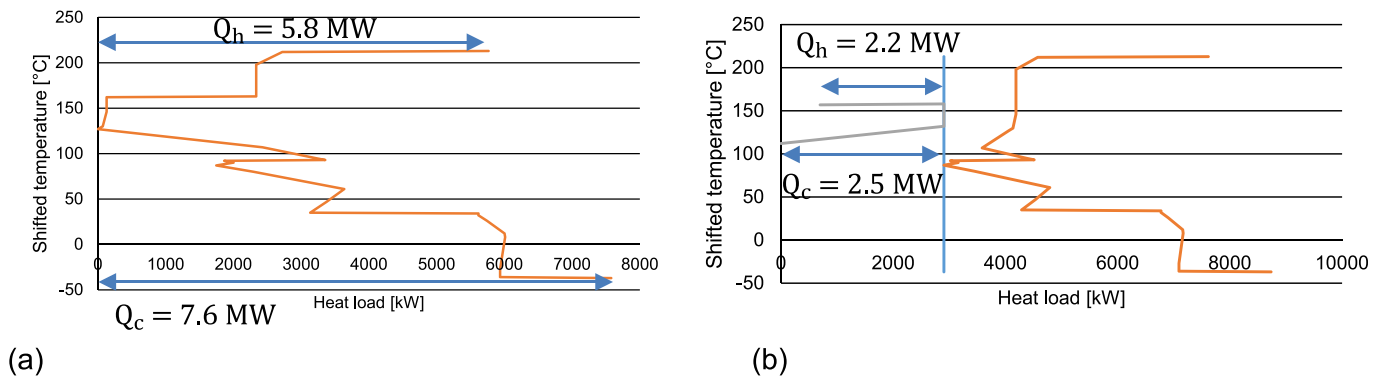 250
200
150
100
50
0
-50
Shifted temperature [°C]
Qh = 5.8 MW
0 1000 2000 3000 4000 5000 6000 7000 8000
Heat load [kW]
Qc = 7.6 MW
(a)
250
200
150
100
50
0
-50
Shifted temperature [°C]
Qh = 2.2 MW
Qc = 2.5 MW
0 2000 4000 6000 8000 10000
Heat load [kW]
(b)